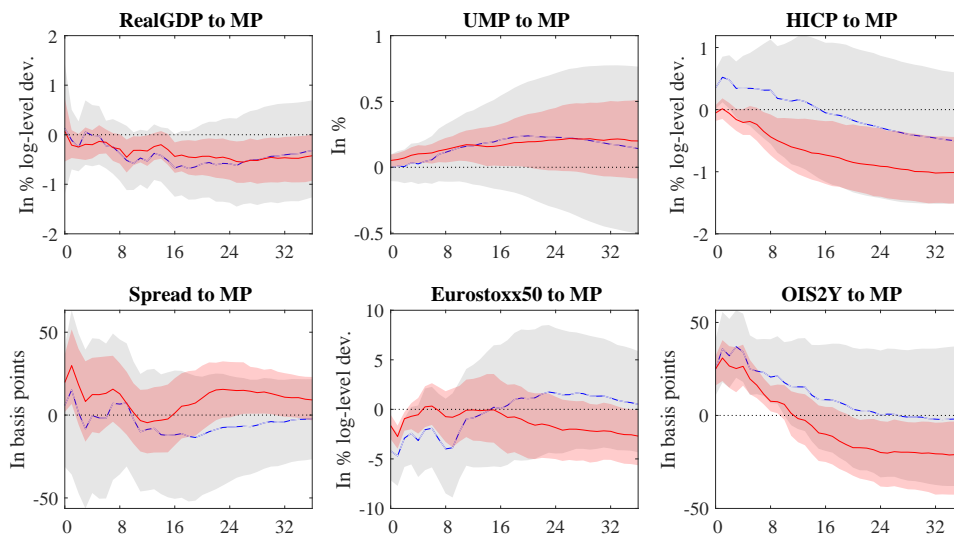 RealGDP to MP
UMP to MP
HICP to MP
In % log-level dev.
2
1
0
-1
-2
0 8 16 24 32
In %
1
0.5
0
-0.5
0 8 16 24 32
In % log-level dev.
1
0
-1
-2
0 8 16 24 32
Spread to MP
Eurostoxx50 to MP
OIS2Y to MP
In basis points
50
0
-50
0 8 16 24 32
In % log-level dev.
10
5
0
-5
-10
0 8 16 24 32
In basis points
50
0
-50
0 8 16 24 32